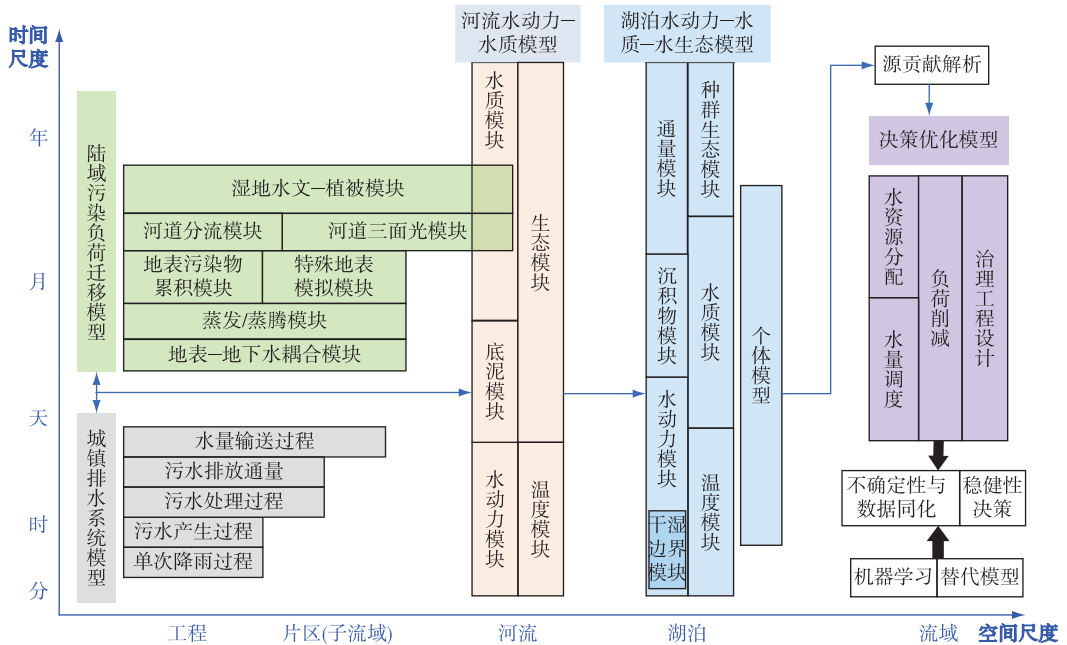 时间
尺度
年
月
天
时
分
陆域污染负荷迁移模型
湿地水文—植被模块
河道分流模块
河道三面光模块
地表污染物
累积模块
特殊地表
模拟模块
蒸发/蒸腾模块
地表—地下水耦合模块
城镇排水系统模型
水量输送过程
污水排放通量
污水处理过程
污水产生过程
单次降雨过程
河流水动力—
水质模型
水质模块
底泥模块
水动力模块
生态模块
温度模块
湖泊水动力—水
质—水生态模型
通量模块
沉积物模块
水动力模块
干湿
边界
模块
种群生态模块
水质模块
温度模块
个体模型
源贡献解析
决策优化模型
水资源分配
水量调度
负荷削减
治理工程设计
不确定性与
数据同化
稳健性
决策
机器学习
替代模型
工程
片区(子流域)
河流
湖泊
流域
空间尺度